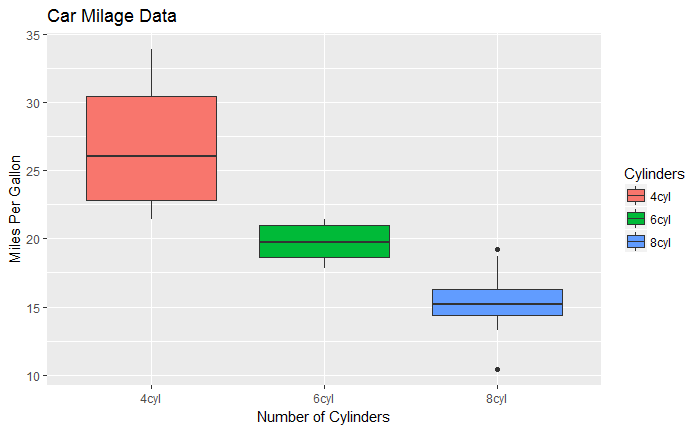 Car Milage Data
Miles Per Gallon
35
30
25
20
15
10
4cyl
6cyl
8cyl
Number of Cylinders
Cylinders
4cyl
6cyl
8cyl